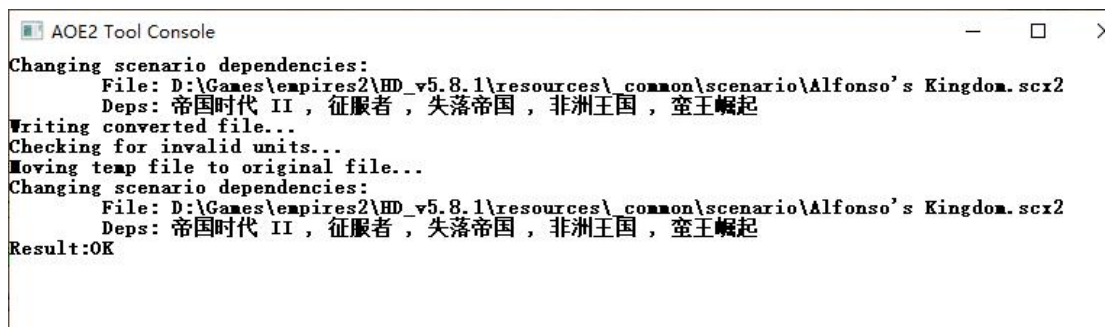 AOE2 Tool Console
Changing scenario dependencies:
File: D:\Games\empires2\HD_v5.8.1\resources\_common\scenario\Alfonso's Kingdom.scx2
Deps: 帝国时代 II , 征服者 , 失落帝国 , 非洲王国 , 蛮王崛起
Writing converted file...
Checking for invalid units...
Moving temp file to original file...
Changing scenario dependencies:
File: D:\Games\empires2\HD_v5.8.1\resources\_common\scenario\Alfonso's Kingdom.scx2
Deps: 帝国时代 II , 征服者 , 失落帝国 , 非洲王国 , 蛮王崛起
Result:OK